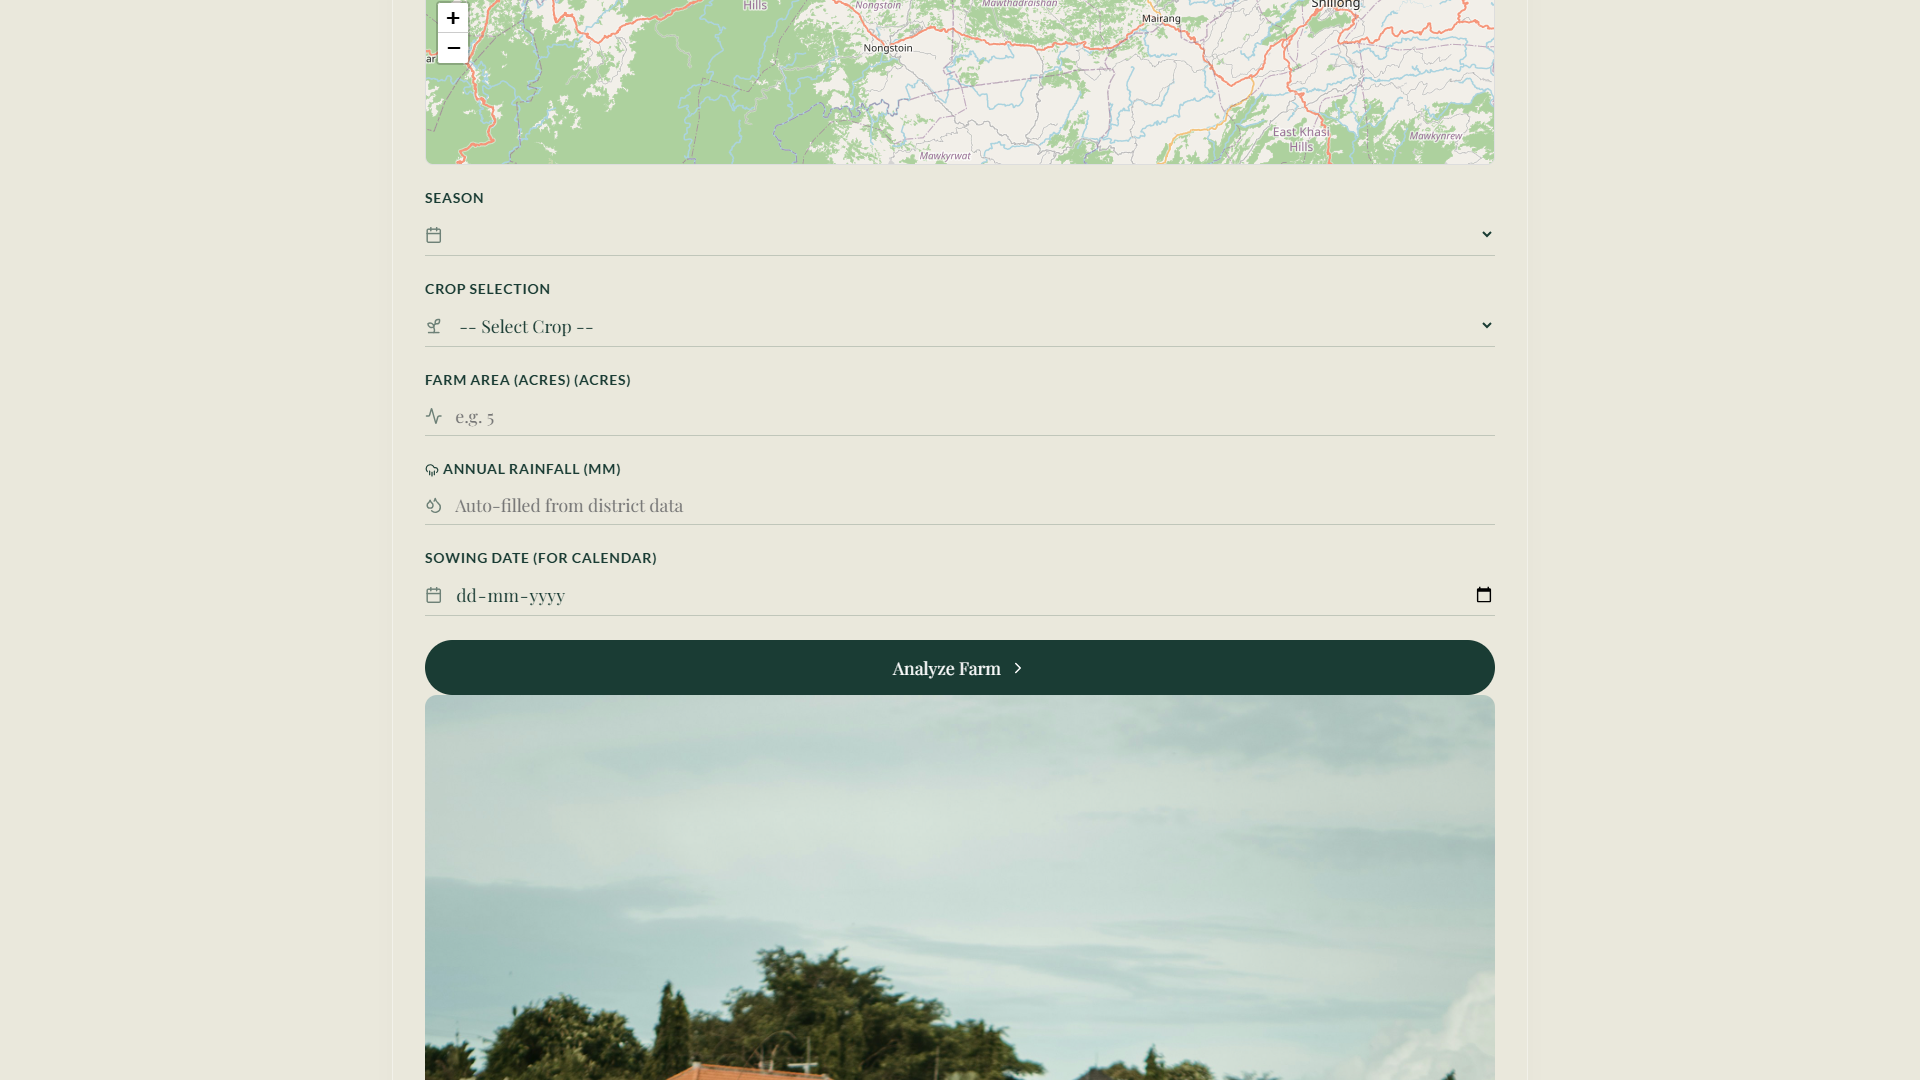 Hills
Nongstoin
Mawthadraishan
Mairang
Shillong
+
−
ar
Nongstoin
East Khasi
Hills
Mawkynrew
Mawkyrwat
SEASON
CROP SELECTION
-- Select Crop --
FARM AREA (ACRES) (ACRES)
e.g. 5
ANNUAL RAINFALL (MM)
Auto-filled from district data
SOWING DATE (FOR CALENDAR)
dd-mm-yyyy
Analyze Farm